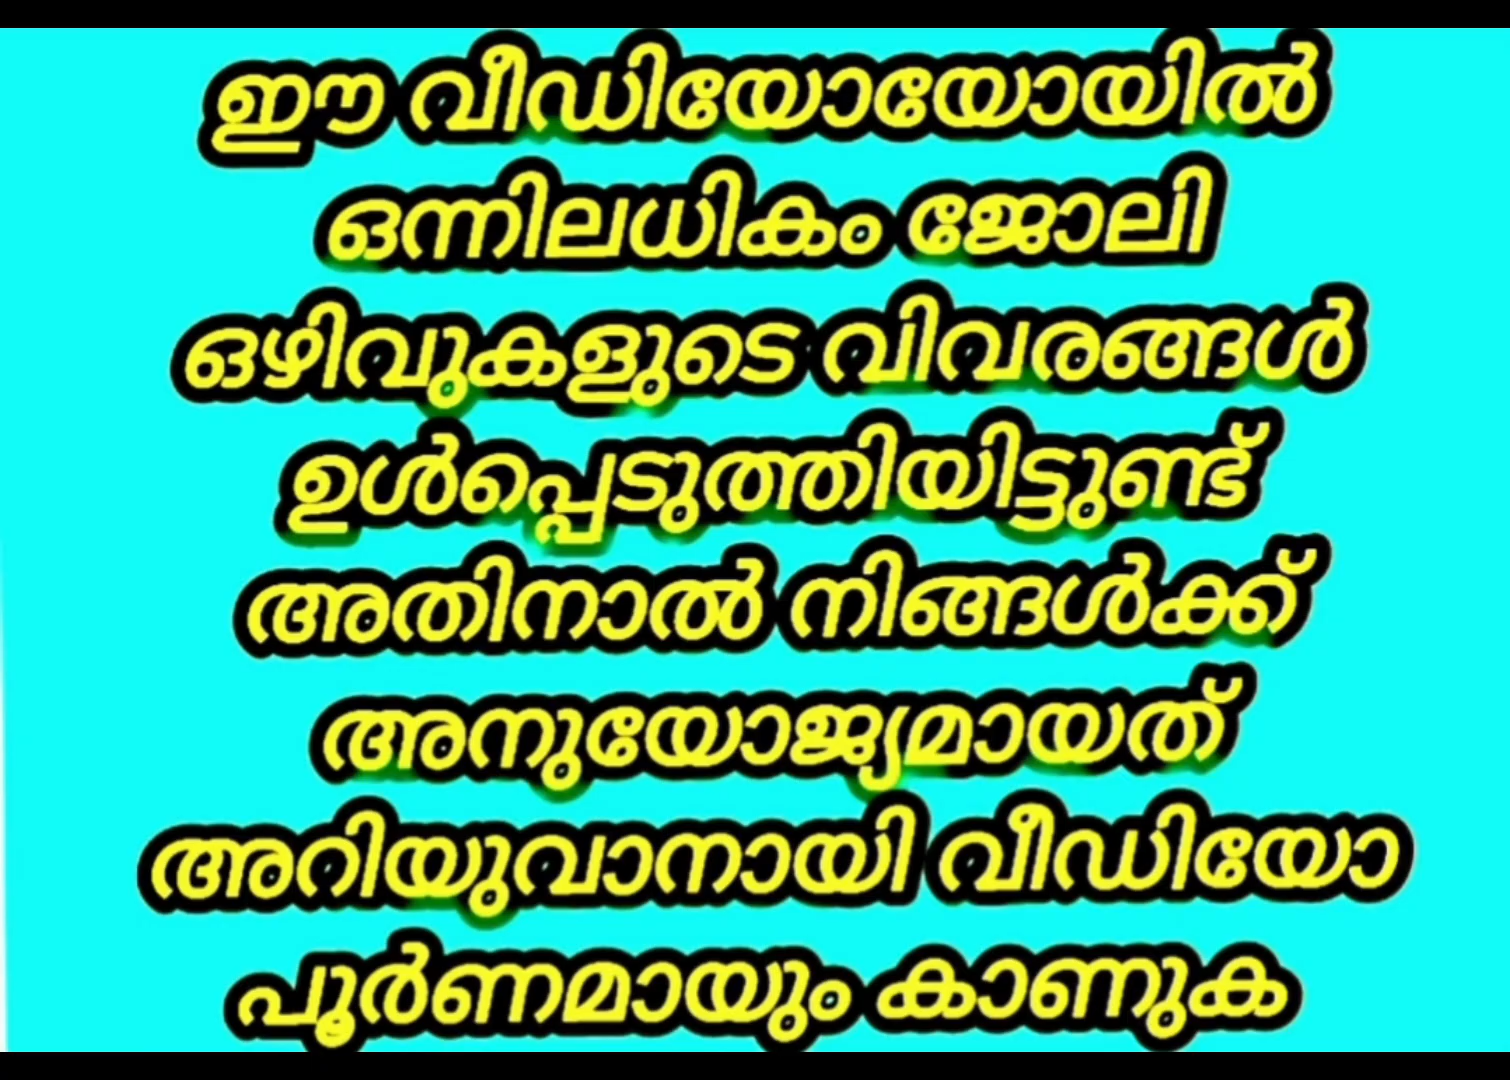 ഈ വീഡിയോയോയിൽ
ഒന്നിലധികം ജോലി
ഒഴിവുകളുടെ വിവരങ്ങൾ
ഉൾപ്പെടുത്തിയിട്ടുണ്ട്
അതിനാൽ നിങ്ങൾക്ക്
അനുയോജ്യമായത്
അറിയുവാനായി വീഡിയോ
പൂർണമായും കാണുക